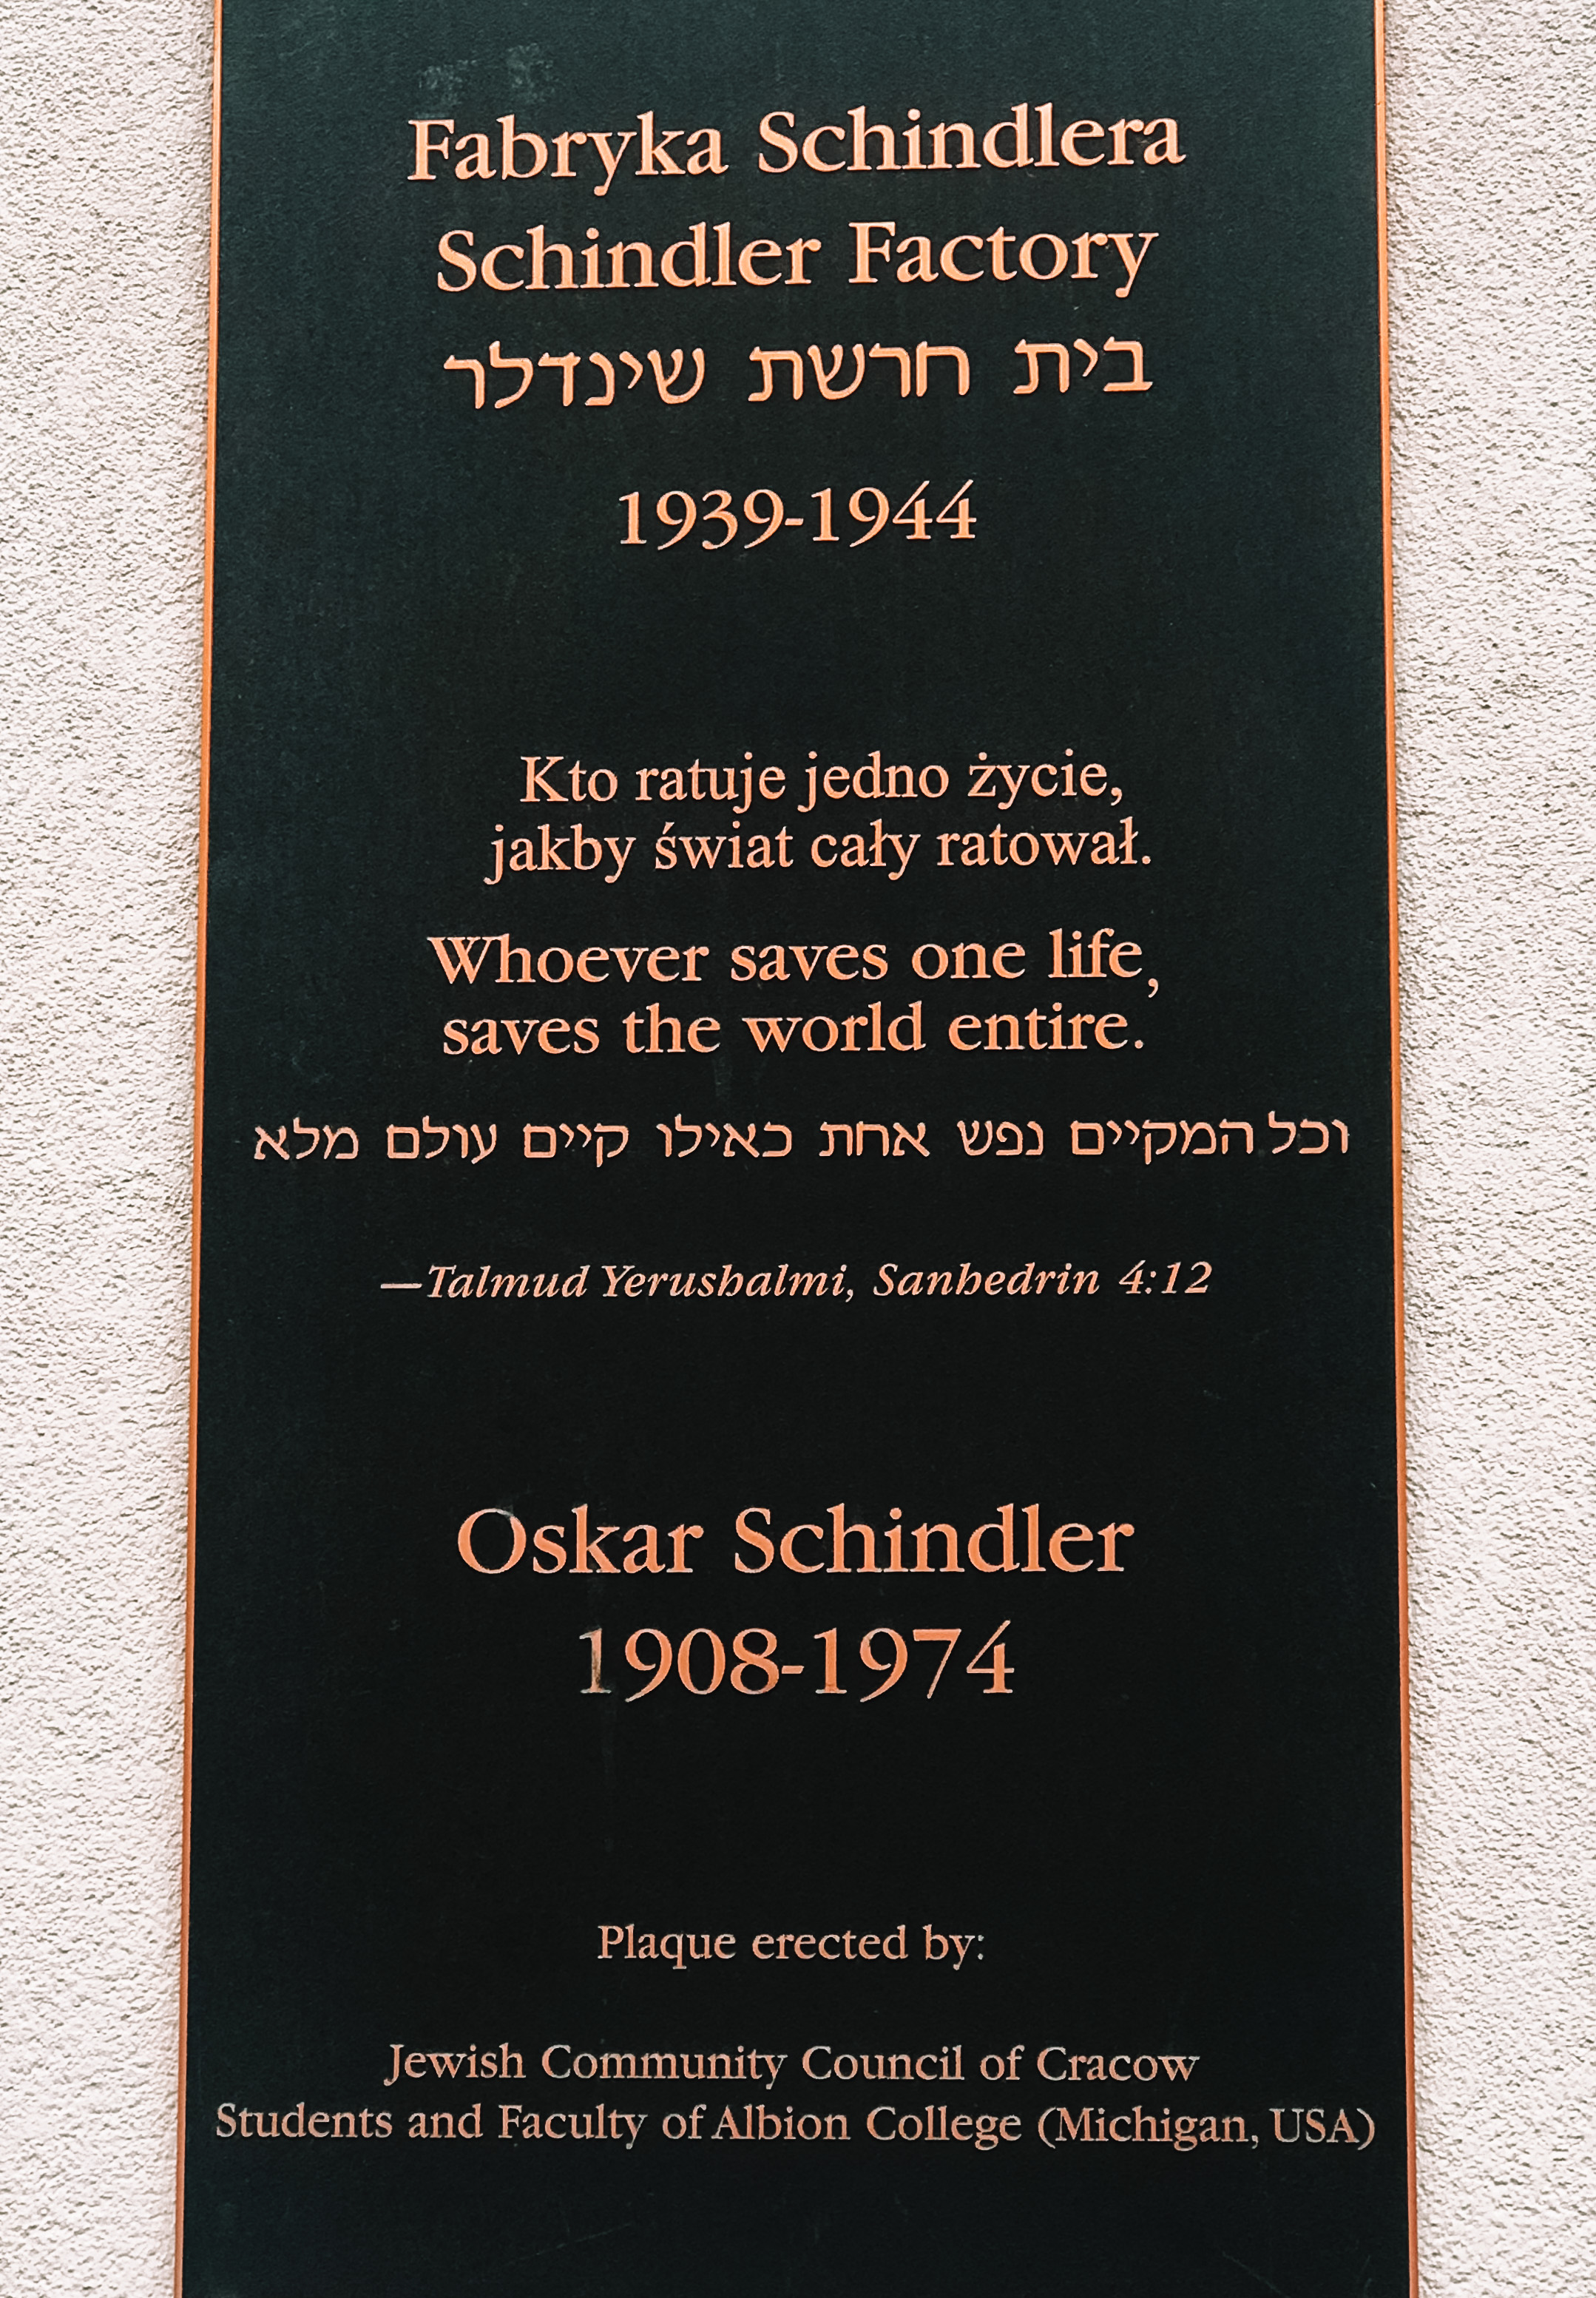 Fabryka Schindlera
Schindler Factory
בית חרשת שינדלר
1939-1944
Kto ratuje jedno życie,
jakby świat cały ratował.
Whoever saves one life,
saves the world entire.
וכל המקיים נפש אחת כאילו קיים עולם מלא
—Talmud Yerushalmi, Sanhedrin 4:12
Oskar Schindler
1908-1974
Plaque erected by:
Jewish Community Council of Cracow
Students and Faculty of Albion College (Michigan, USA)